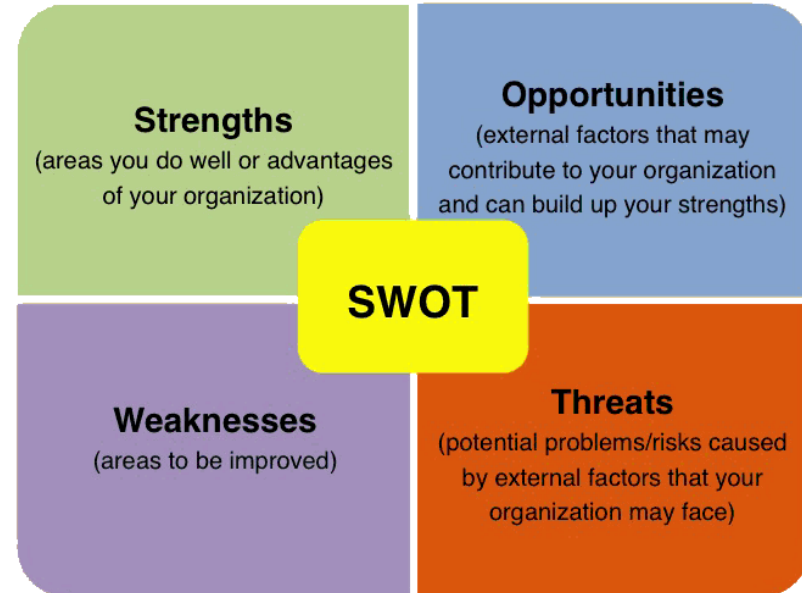 Strengths
(areas you do well or advantages
of your organization)
Opportunities
(external factors that may
contribute to your organization
and can build up your strengths)
SWOT
Weaknesses
(areas to be improved)
Threats
(potential problems/risks caused
by external factors that your
organization may face)